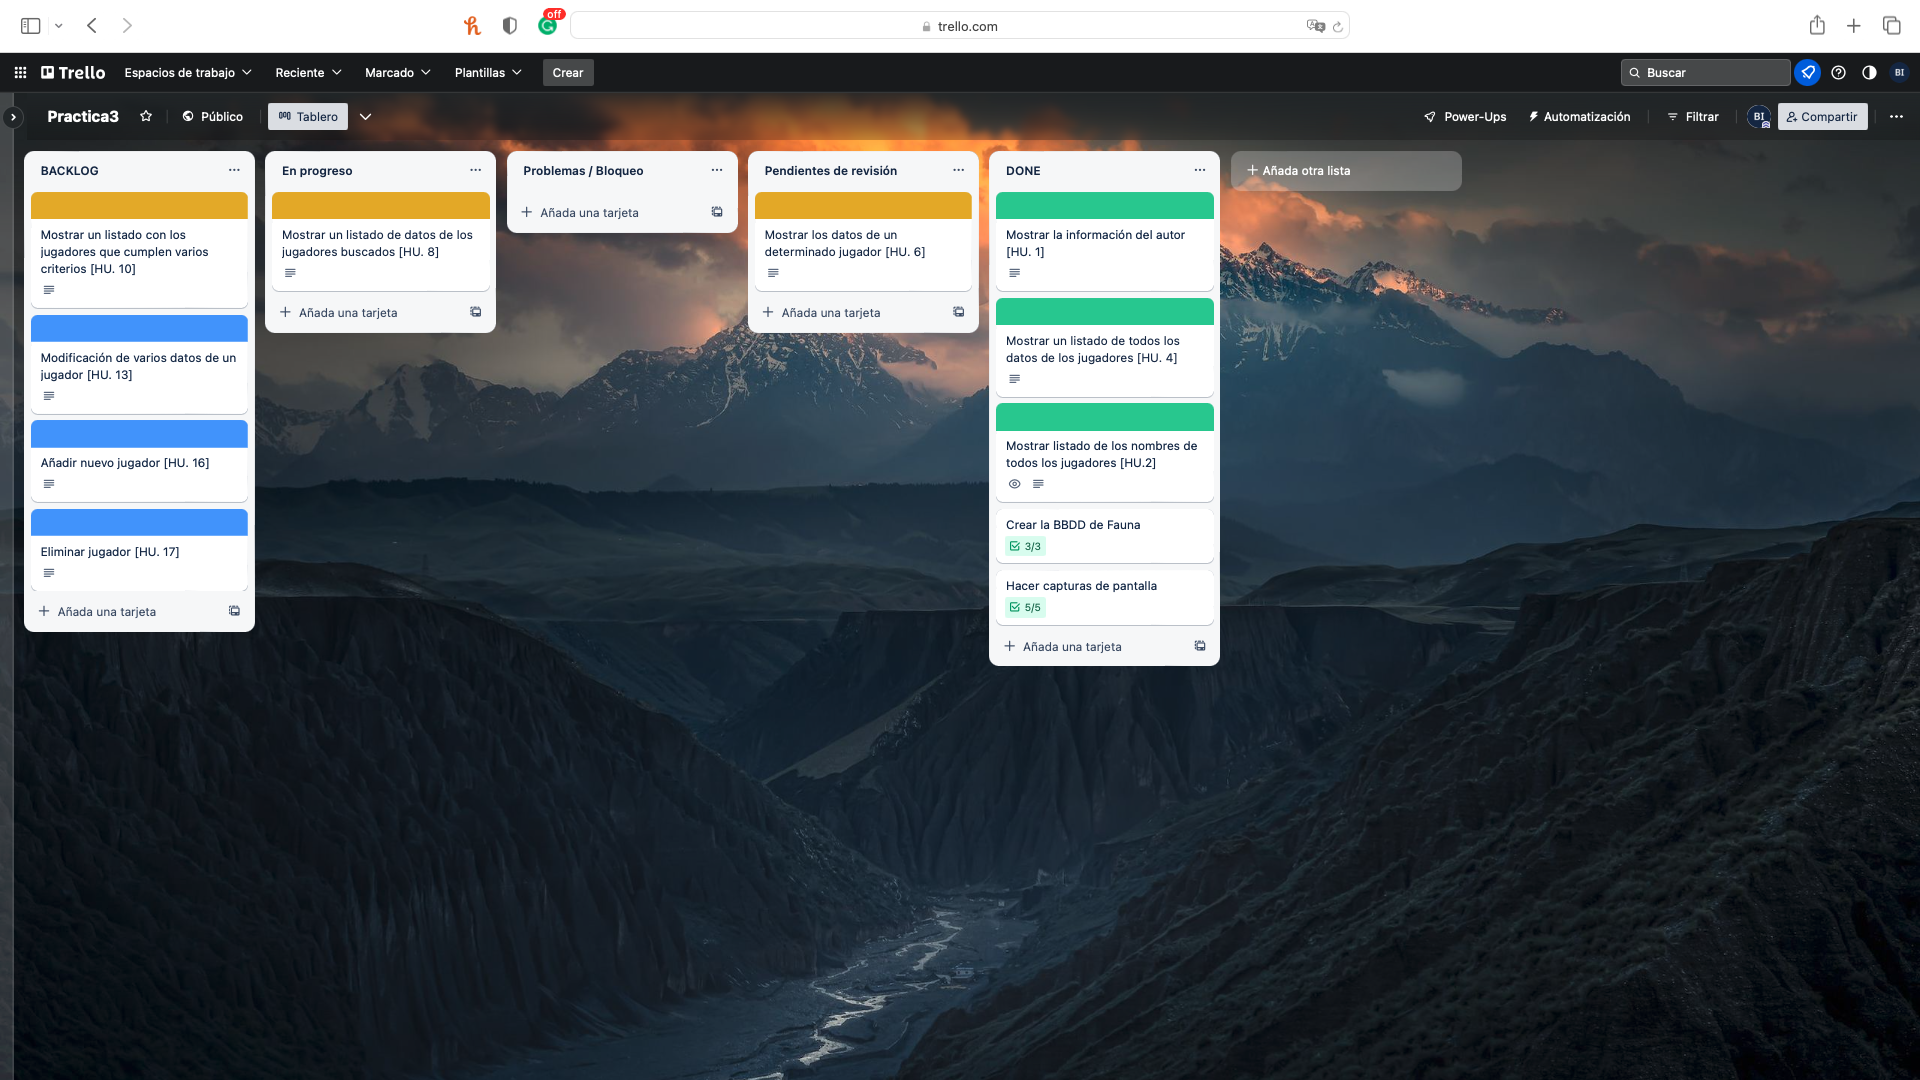 off
trello.com
Trello
Espacios de trabajo
Reciente
Marcado
Plantillas
Crear
Buscar
BI
Practica3
Público
Tablero
Power-Ups
Automatización
Filtrar
BI
Compartir
BACKLOG
Mostrar un listado con los
jugadores que cumplen varios
criterios [HU. 10]
Modificación de varios datos de un
jugador [HU. 13]
Añadir nuevo jugador [HU. 16]
Eliminar jugador [HU. 17]
Añada una tarjeta
En progreso
Mostrar un listado de datos de los
jugadores buscados [HU. 8]
Añada una tarjeta
Problemas / Bloqueo
Añada una tarjeta
Pendientes de revisión
Mostrar los datos de un
determinado jugador [HU. 6]
Añada una tarjeta
DONE
Mostrar la información del autor
[HU. 1]
Mostrar un listado de todos los
datos de los jugadores [HU. 4]
Mostrar listado de los nombres de
todos los jugadores [HU.2]
Crear la BBDD de Fauna
3/3
Hacer capturas de pantalla
5/5
Añada una tarjeta
Añada otra lista